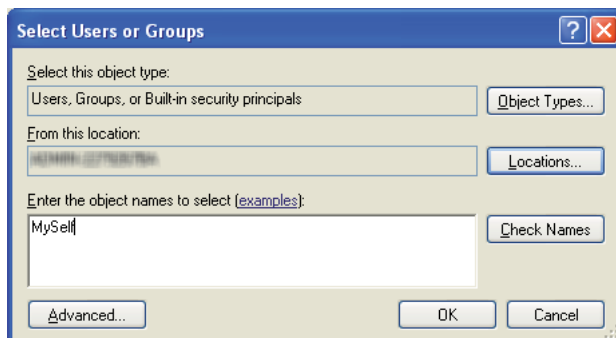 Select Users or Groups
Select this object type:
Users, Groups, or Built-in security principals
Object Types...
From this location:
Locations...
Enter the object names to select (examples):
MySelf
Check Names
Advanced...
OK
Cancel